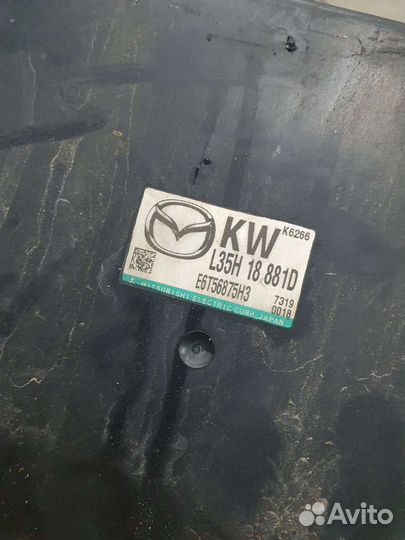 KW K6266
L35H 18 881D
E6T56875H3 7319
0018
MITSUBISHI ELECTRIC CORP. JAPAN
Avito